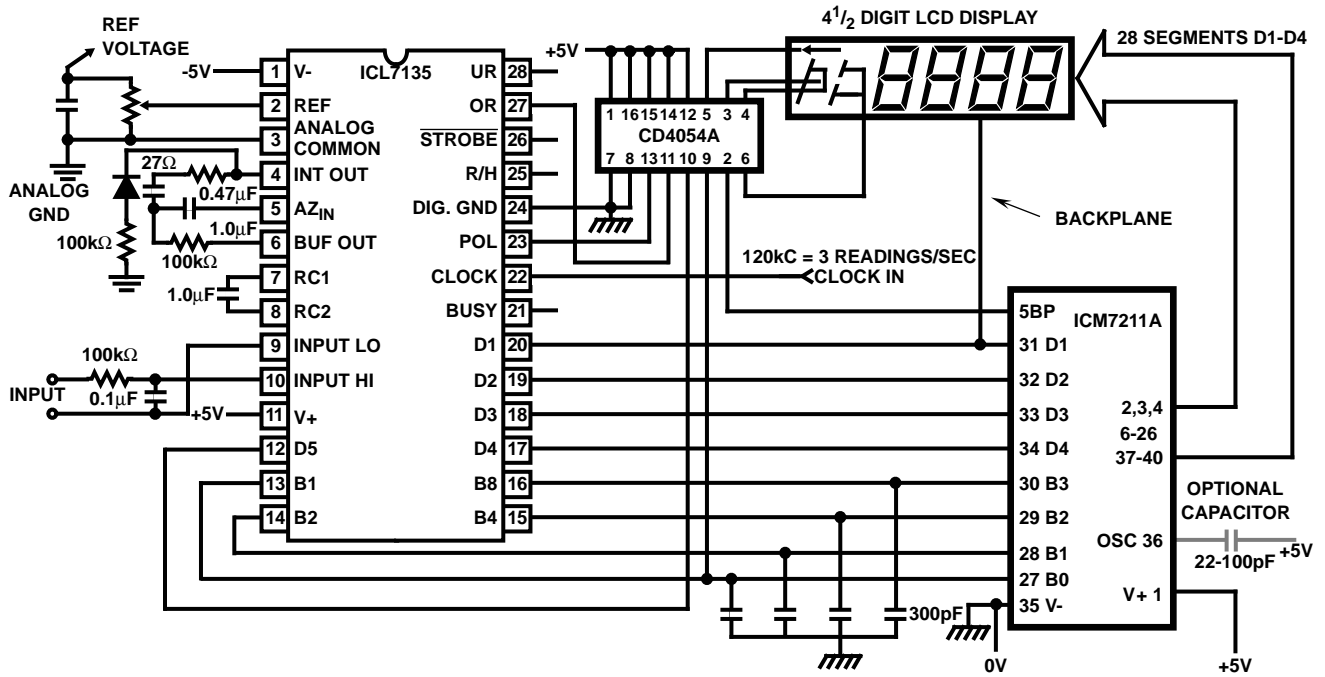 4 1/2 DIGIT LCD DISPLAY
REF
VOLTAGE
-5V
ANALOG
GND
27Ω
0.47µF
1.0µF
100kΩ
100kΩ
1.0µF
100kΩ
INPUT
0.1µF
+5V
ICL7135
1 V-
2 REF
3 ANALOG
COMMON
4 INT OUT
5 AZIN
6 BUF OUT
7 RC1
8 RC2
9 INPUT LO
10 INPUT HI
11 V+
12 D5
13 B1
14 B2
UR 28
OR 27
STROBE 26
R/H 25
DIG. GND 24
POL 23
CLOCK 22
BUSY 21
D1 20
D2 19
D3 18
D4 17
B8 16
B4 15
+5V
1 16 15 14 12 5 3 4
CD4054A
7 8 13 11 10 9 2 6
8888
28 SEGMENTS D1-D4
BACKPLANE
120kC = 3 READINGS/SEC
CLOCK IN
ICM7211A
5BP
31 D1
32 D2
33 D3
34 D4
30 B3
29 B2
28 B1
27 B0
35 V-
2,3,4
6-26
37-40
OSC 36
V+ 1
OPTIONAL
CAPACITOR
22-100pF
+5V
300pF
0V
+5V